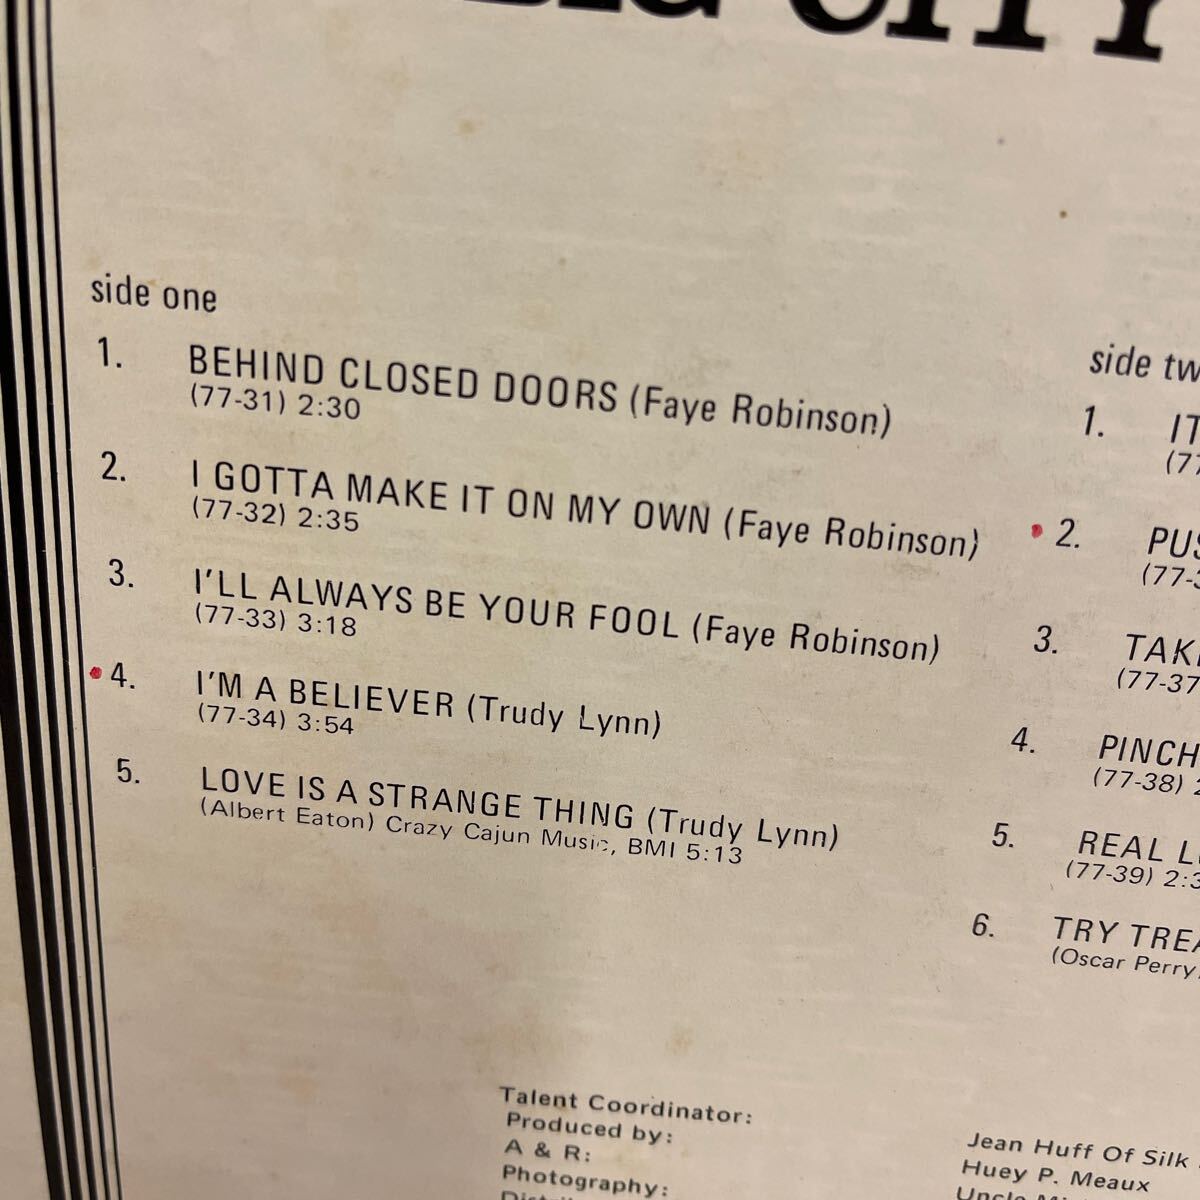 CITY
side one
1. BEHIND CLOSED DOORS (Faye Robinson)
(77-31) 2:30
2. I GOTTA MAKE IT ON MY OWN (Faye Robinson)
(77-32) 2:35
3. I'LL ALWAYS BE YOUR FOOL (Faye Robinson)
(77-33) 3:18
4. I'M A BELIEVER (Trudy Lynn)
(77-34) 3:54
5. LOVE IS A STRANGE THING (Trudy Lynn)
(Albert Eaton) Crazy Cajun Music, BMI 5:13
side
1.
2.
3.
(77-37
4.
(77-38)
5. REAL
(77-39)
6. TRY
(Oscar Perry
Talent Coordinator:
Produced by:
A & R:
Photography:
Jean Huff Of Silk
Huey P. Meaux
Uncle